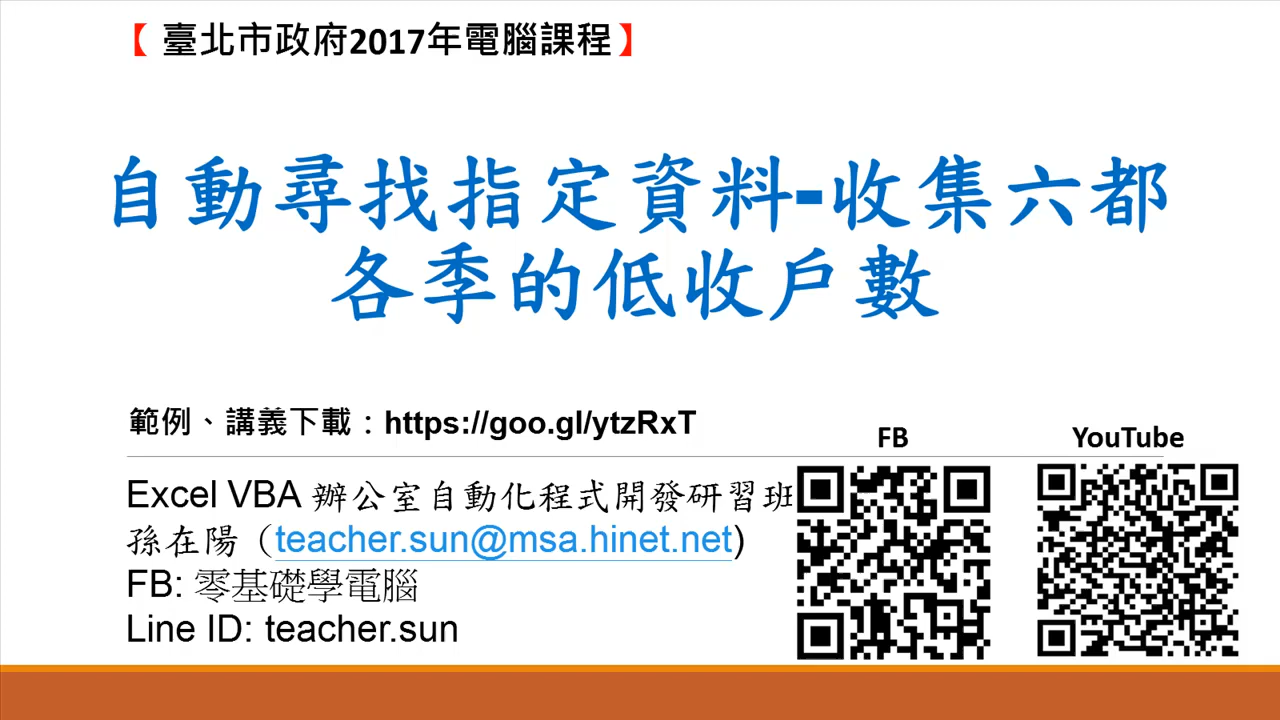 【 臺北市政府2017年電腦課程】
自動尋找指定資料-收集六都
各季的低收戶數
範例、講義下載：https://goo.gl/ytzRxT
FB
YouTube
Excel VBA 辦公室自動化程式開發研習班
孫在陽（teacher.sun@msa.hinet.net)
FB: 零基礎學電腦
Line ID: teacher.sun